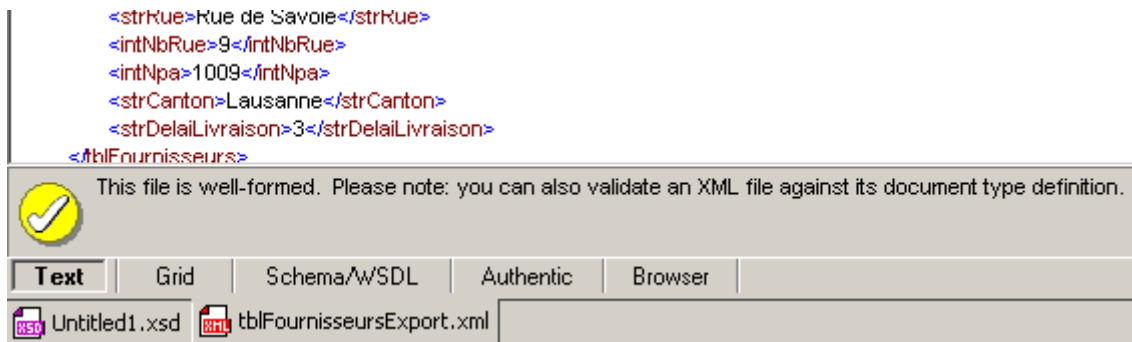 <strRue>Rue de Savoie</strRue>
<intNbRue>9</intNbRue>
<intNpa>1009</intNpa>
<strCanton>Lausanne</strCanton>
<strDelaiLivraison>3</strDelaiLivraison>
</tblFournisseurs>
This file is well-formed. Please note: you can also validate an XML file against its document type definition.
Text Grid Schema/WSDL Authentic Browser
XSD Untitled1.xsd XML tblFournisseursExport.xml